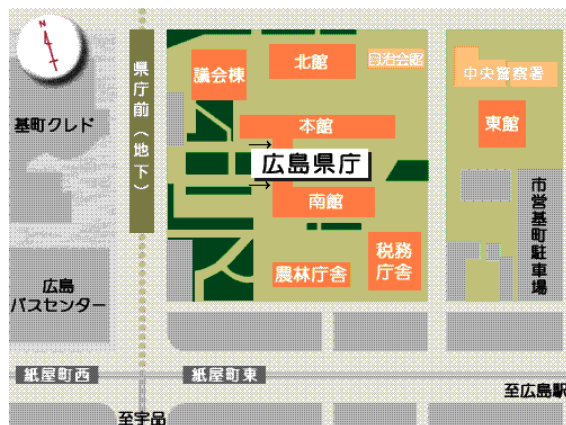 N
議会棟
北館
自治会館
中央警察署
県庁前（地下）
基町クレド
本館
東館
広島県庁
南館
市営基町駐車場
税務
庁舎
農林庁舎
広島
バスセンター
紙屋町西
紙屋町東
至広島駅
至宇品